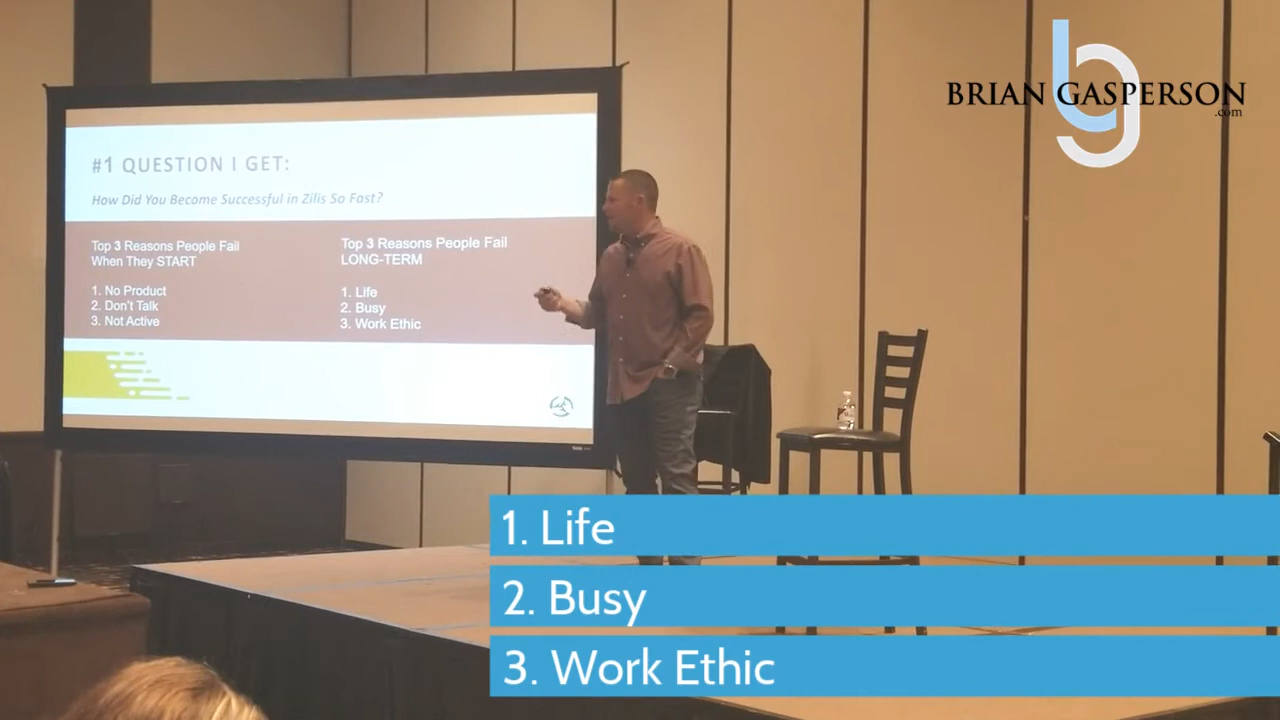 BRIAN GASPERSON
.com
#1 QUESTION I GET:
How Did You Become Successful in Zilis So Fast?
Top 3 Reasons People Fail
When They START
1. No Product
2. Don't Talk
3. Not Active
Top 3 Reasons People Fail
LONG-TERM
1. Life
2. Busy
3. Work Ethic
1. Life
2. Busy
3. Work Ethic